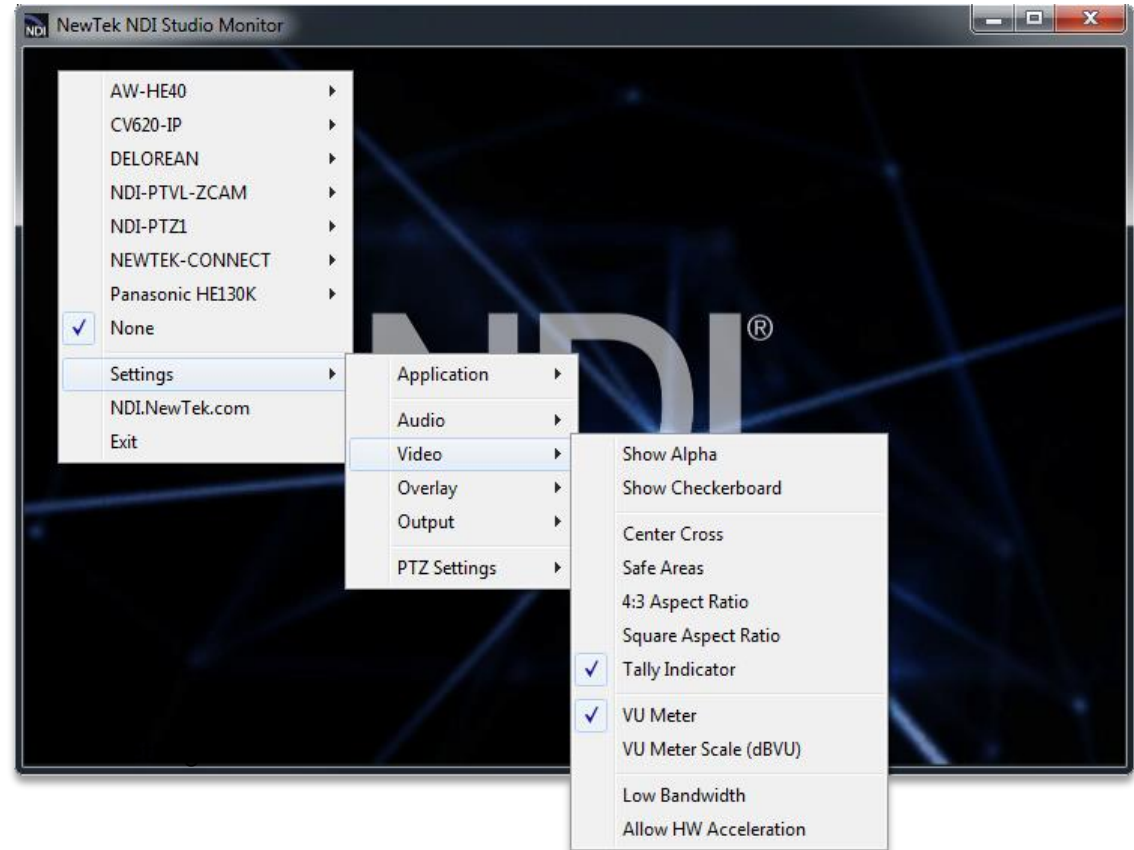 NDI NewTek NDI Studio Monitor
AW-HE40
CV620-IP
DELOREAN
NDI-PTVL-ZCAM
NDI-PTZ1
NEWTEK-CONNECT
Panasonic HE130K
None
Settings
NDI.NewTek.com
Exit
NDI®
Application
Audio
Video
Overlay
Output
PTZ Settings
Show Alpha
Show Checkerboard
Center Cross
Safe Areas
4:3 Aspect Ratio
Square Aspect Ratio
Tally Indicator
VU Meter
VU Meter Scale (dBVU)
Low Bandwidth
Allow HW Acceleration